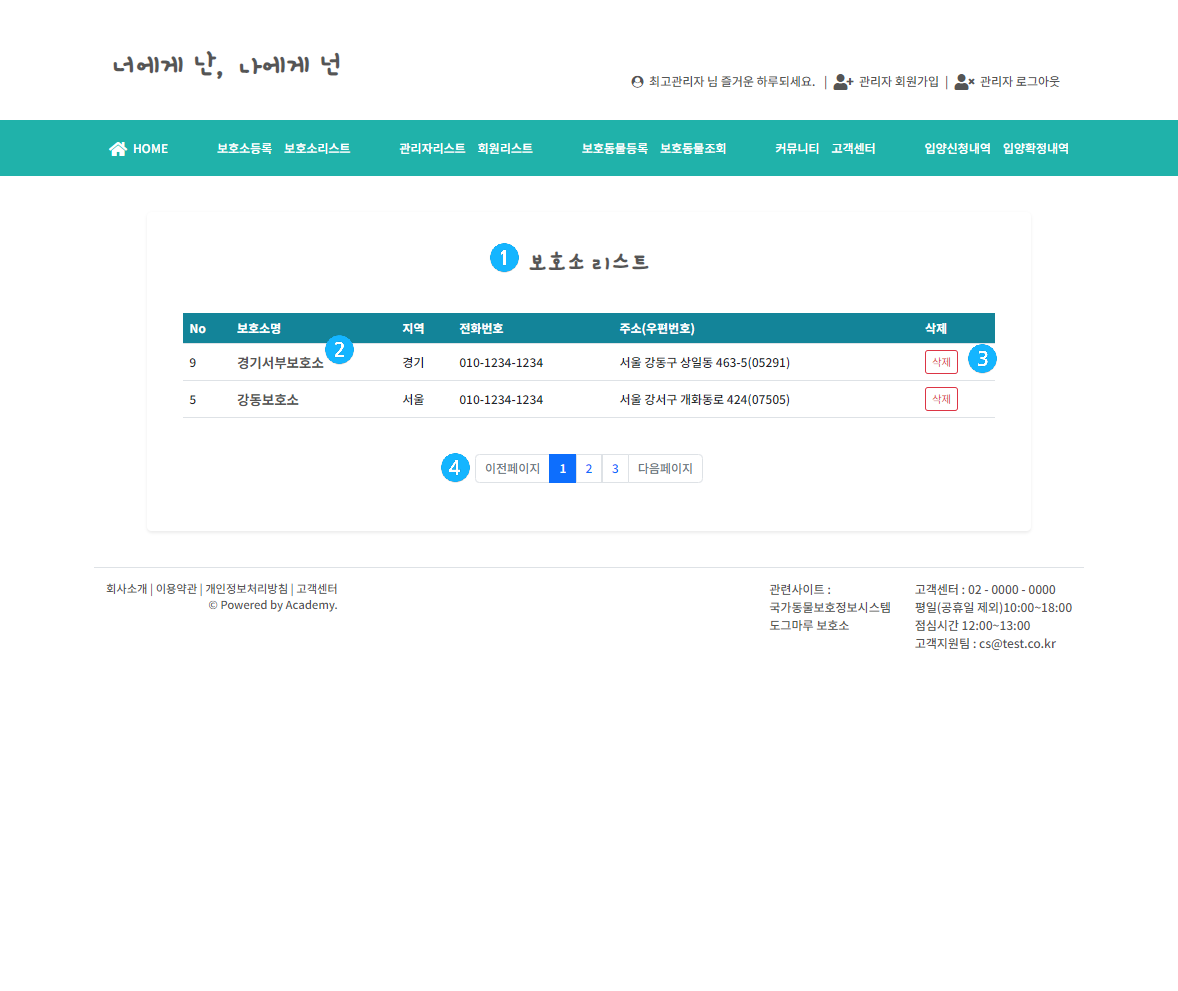 너에게 난, 나에게 넌
최고관리자 님 즐거운 하루되세요. | 관리자 회원가입 | 관리자 로그아웃
HOME 보호소등록 보호소리스트 관리자리스트 회원리스트 보호동물등록 보호동물조회 커뮤니티 고객센터 입양신청내역 입양확정내역
1 보호소 리스트
No 보호소명 지역 전화번호 주소(우편번호) 삭제
9 경기서부보호소 2 경기 010-1234-1234 서울 강동구 상일동 463-5(05291) 삭제 3
5 강동보호소 서울 010-1234-1234 서울 강서구 개화동로 424(07505) 삭제
4 이전페이지 1 2 3 다음페이지
회사소개 | 이용약관 | 개인정보처리방침 | 고객센터
© Powered by Academy.
관련사이트 :
국가동물보호정보시스템
도그마루 보호소
고객센터 : 02 - 0000 - 0000
평일(공휴일 제외)10:00~18:00
점심시간 12:00~13:00
고객지원팀 : cs@test.co.kr